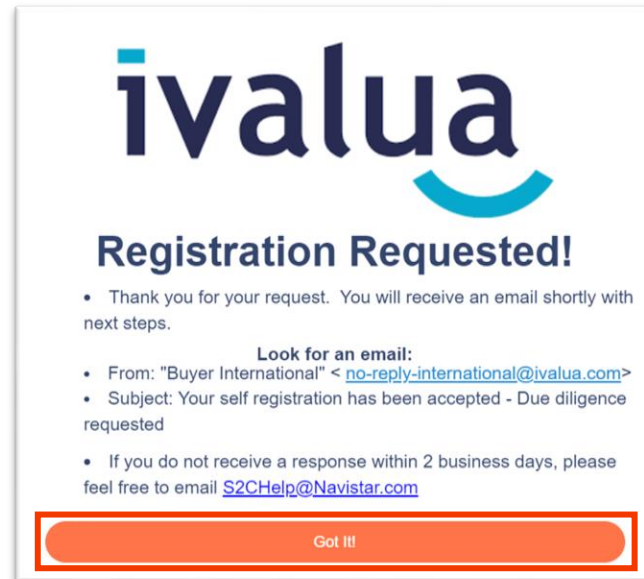 ivalua
Registration Requested!
• Thank you for your request. You will receive an email shortly with
next steps.
Look for an email:
• From: "Buyer International" < no-reply-international@ivalua.com>
• Subject: Your self registration has been accepted - Due diligence
requested
• If you do not receive a response within 2 business days, please
feel free to email S2CHelp@Navistar.com
Got It!